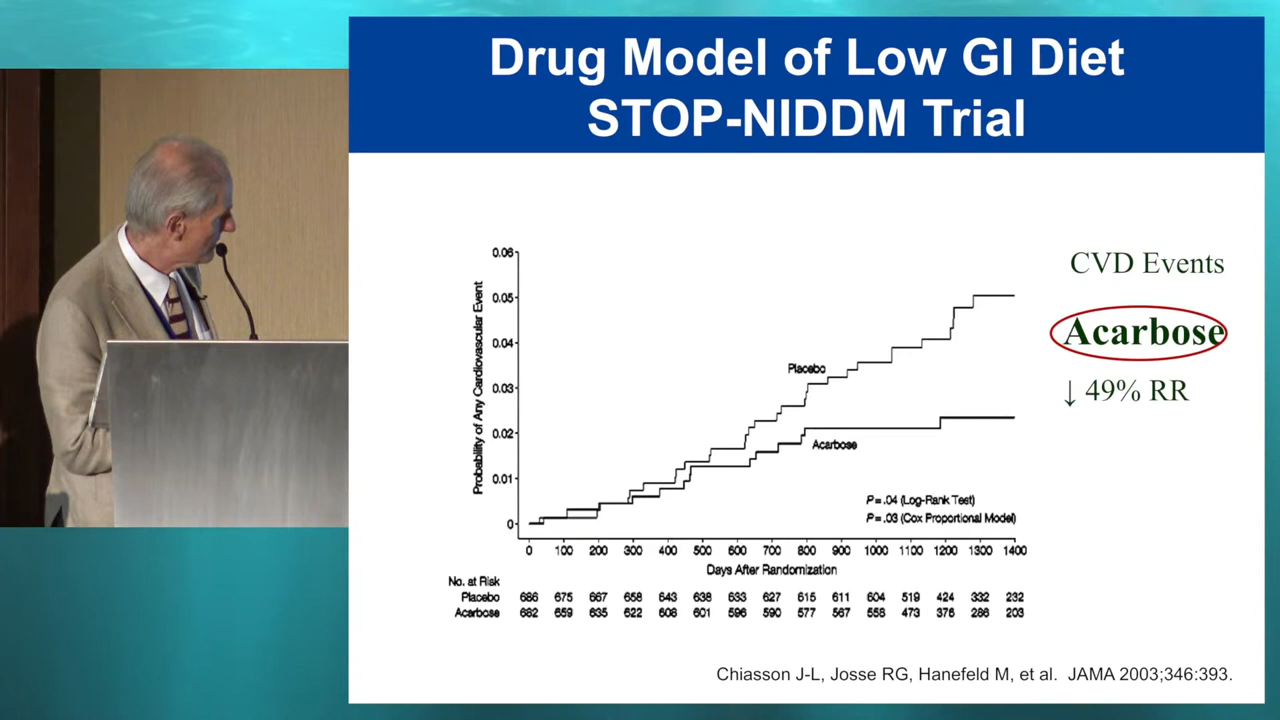 Drug Model of Low GI Diet
STOP-NIDDM Trial
CVD Events
Acarbose
↓ 49% RR
Probability of Any Cardiovascular Event
0.06
0.05
0.04
0.03
0.02
0.01
0
Placebo
Acarbose
P = .04 (Log-Rank Test)
P = .03 (Cox Proportional Model)
0 100 200 300 400 500 600 700 800 900 1000 1100 1200 1300 1400
Days After Randomization
No. at Risk
Placebo 686 675 667 658 643 638 633 627 615 611 604 519 424 332 232
Acarbose 682 659 635 622 608 601 596 590 577 567 558 473 376 286 203
Chiasson J-L, Josse RG, Hanefeld M, et al. JAMA 2003;346:393.